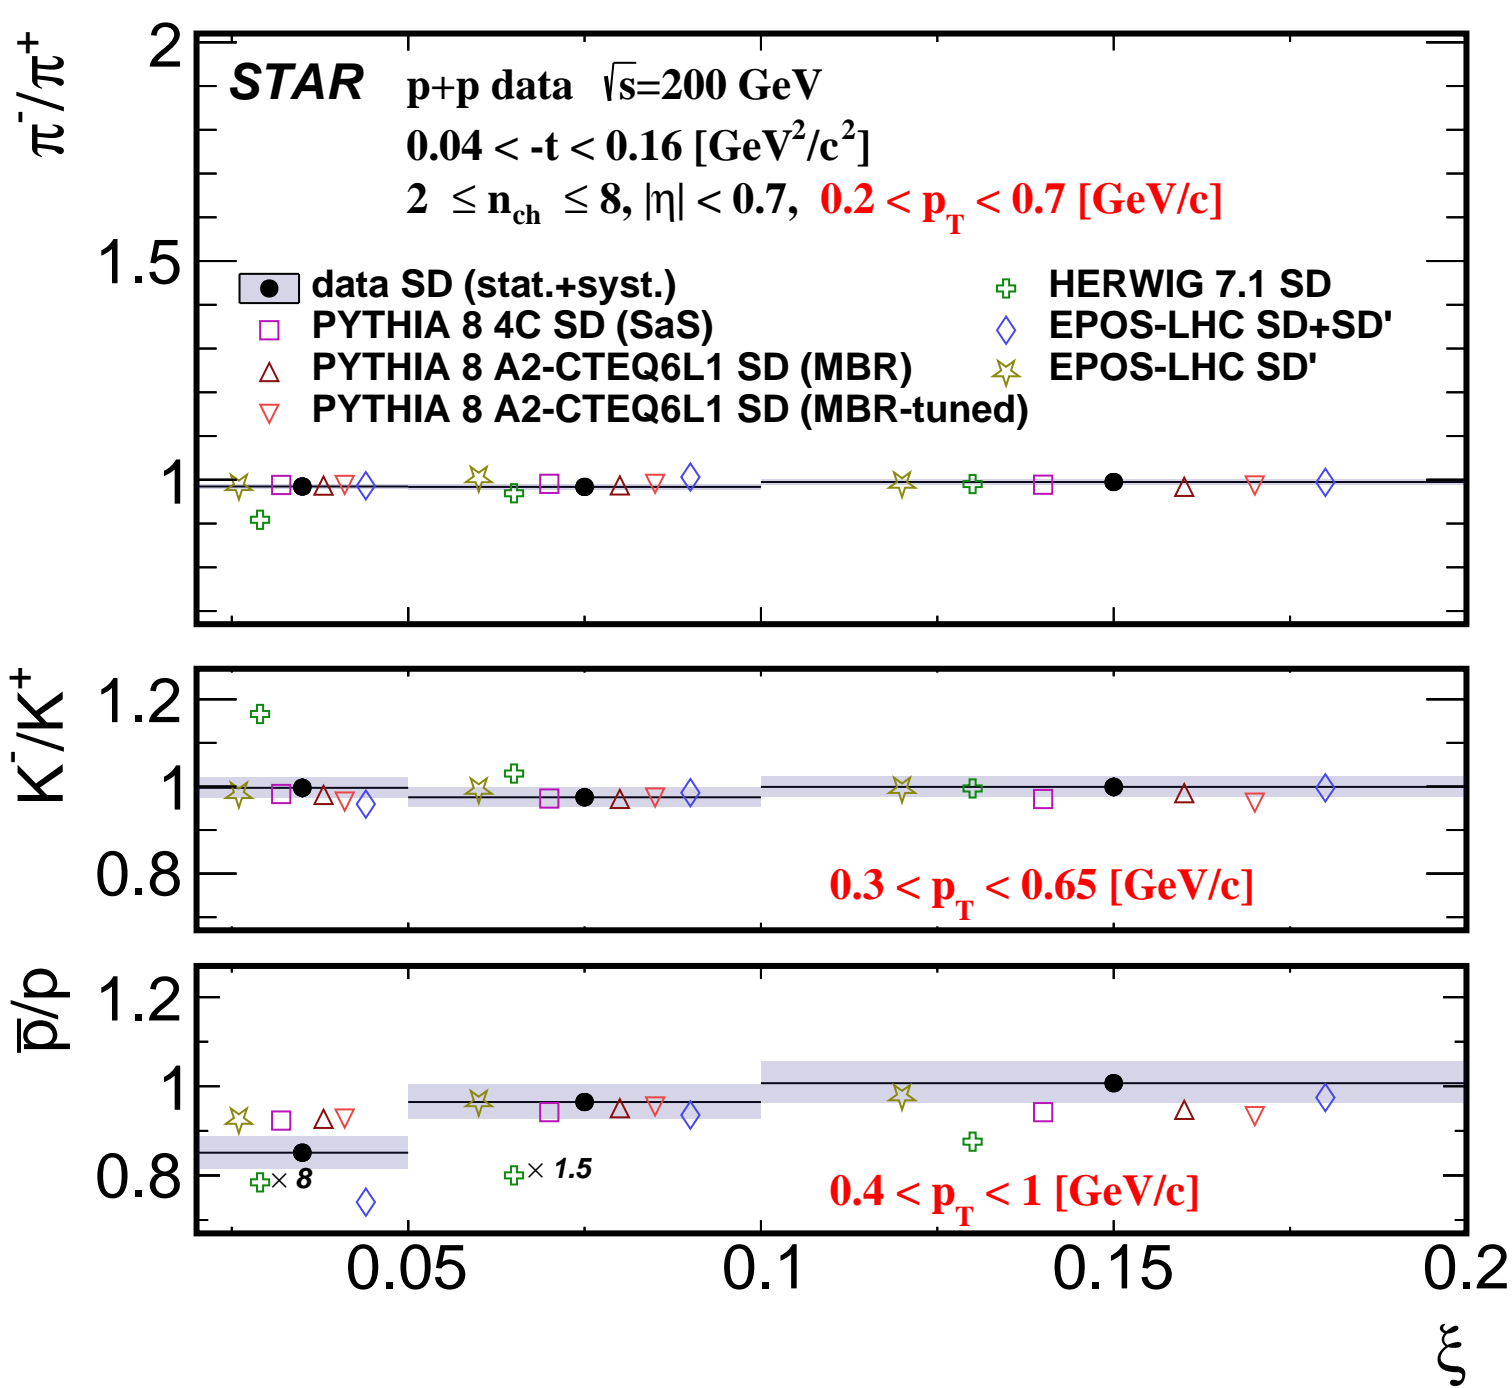 π⁻/π⁺
2
1.5
1
STAR p+p data √s=200 GeV
0.04 < -t < 0.16 [GeV²/c²]
2 ≤ n_ch ≤ 8, |η| < 0.7, 0.2 < p_T < 0.7 [GeV/c]
data SD (stat.+syst.)
PYTHIA 8 4C SD (SaS)
PYTHIA 8 A2-CTEQ6L1 SD (MBR)
PYTHIA 8 A2-CTEQ6L1 SD (MBR-tuned)
HERWIG 7.1 SD
EPOS-LHC SD+SD'
EPOS-LHC SD'
K⁻/K⁺
1.2
1
0.8
0.3 < p_T < 0.65 [GeV/c]
p̅/p
1.2
1
0.8
× 8
× 1.5
0.4 < p_T < 1 [GeV/c]
0.05 0.1 0.15 0.2
ξ